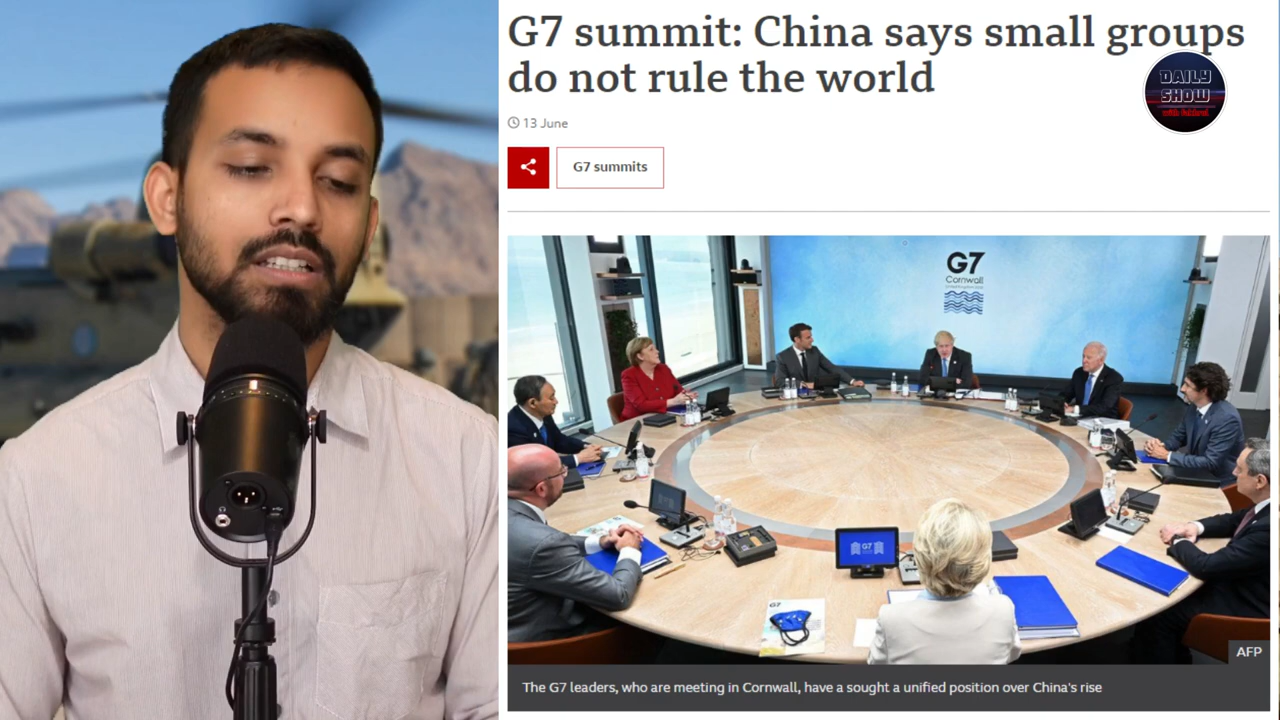 G7 summit: China says small groups
do not rule the world
13 June
G7 summits
DAILY
SHOW
G7
Cornwall
G7
G7
AFP
The G7 leaders, who are meeting in Cornwall, have a sought a unified position over China's rise